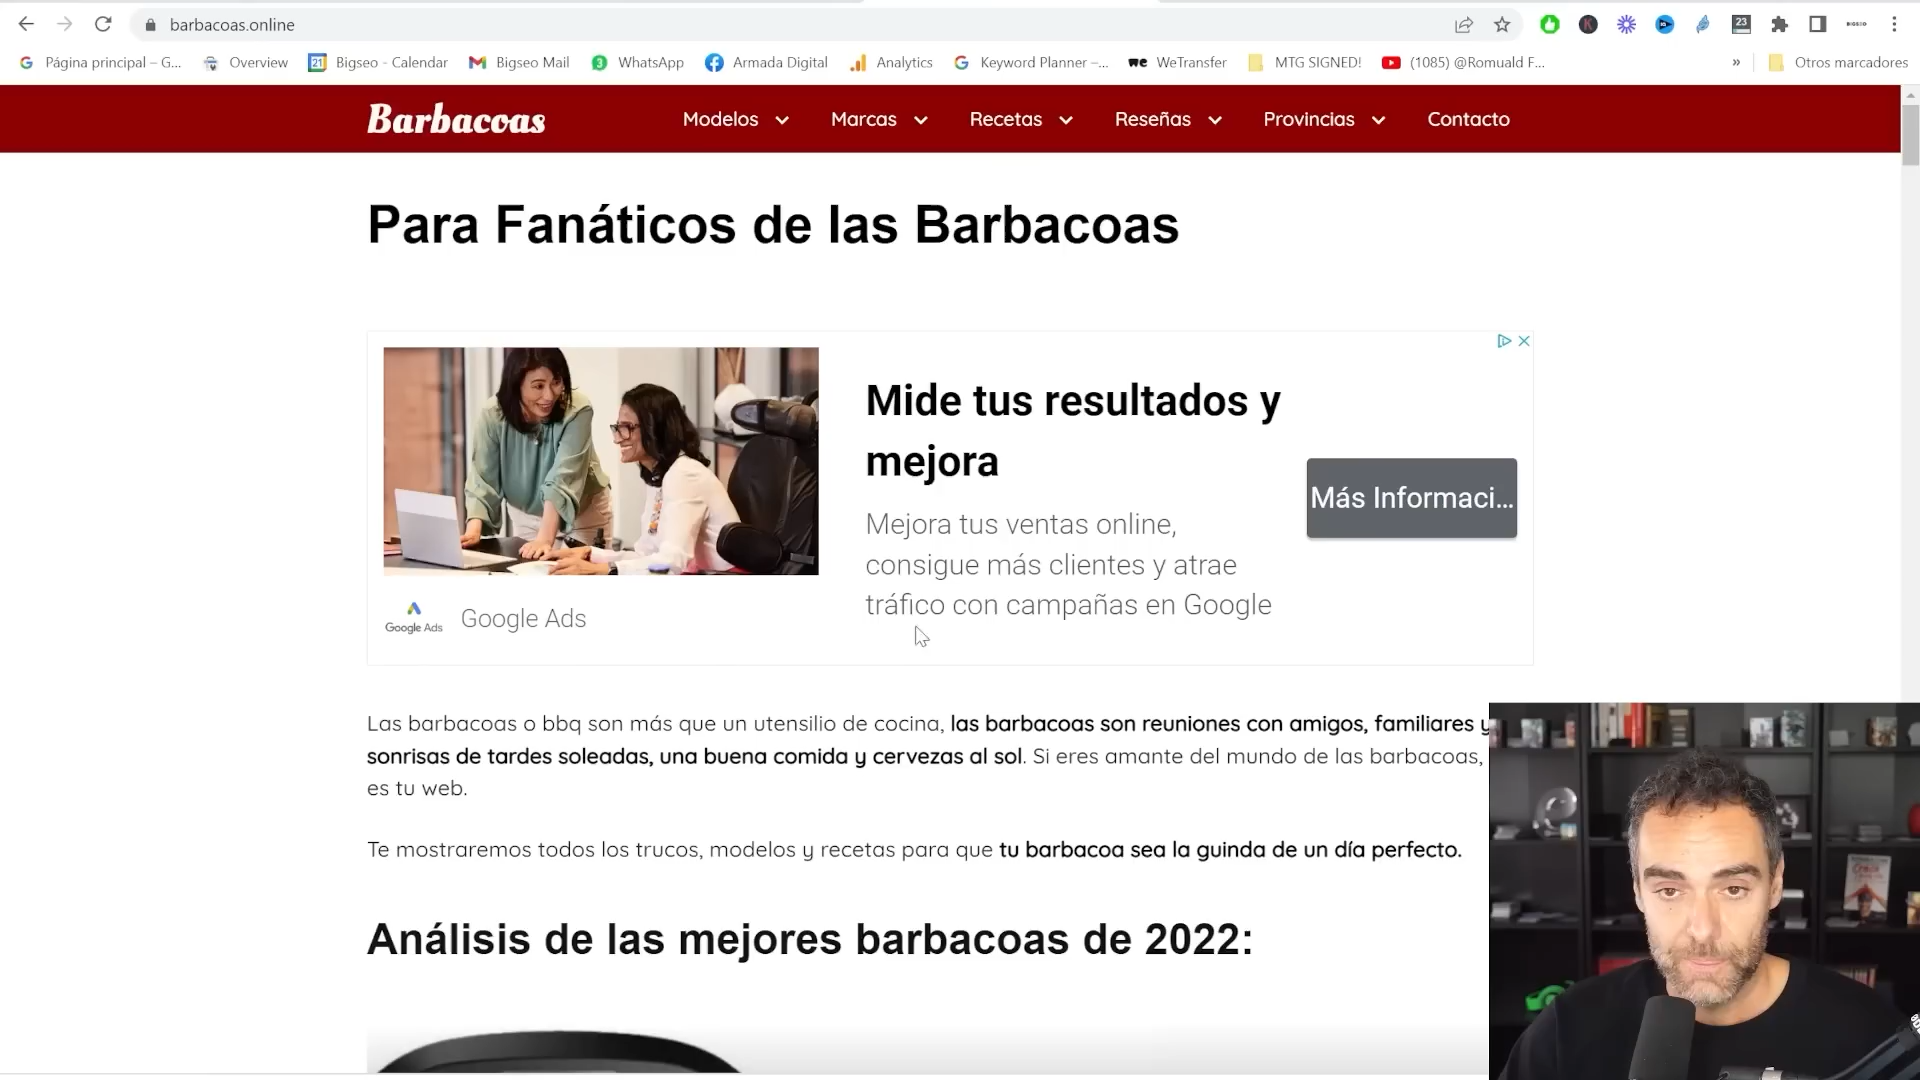 barbacoas.online
23
Página principal – G...
Overview
21
Bigseo - Calendar
Bigseo Mail
3
WhatsApp
Armada Digital
Analytics
Keyword Planner –...
we
WeTransfer
MTG SIGNED!
(1085) @Romuald F...
»
Otros marcadores
Barbacoas
Modelos
Marcas
Recetas
Reseñas
Provincias
Contacto
Para Fanáticos de las Barbacoas
Mide tus resultados y
mejora
Mejora tus ventas online,
consigue más clientes y atrae
tráfico con campañas en Google
Más Informaci...
Google Ads
Google Ads
Las barbacoas o bbq son más que un utensilio de cocina, las barbacoas son reuniones con amigos, familiares y
sonrisas de tardes soleadas, una buena comida y cervezas al sol. Si eres amante del mundo de las barbacoas,
es tu web.
Te mostraremos todos los trucos, modelos y recetas para que tu barbacoa sea la guinda de un día perfecto.
Análisis de las mejores barbacoas de 2022: